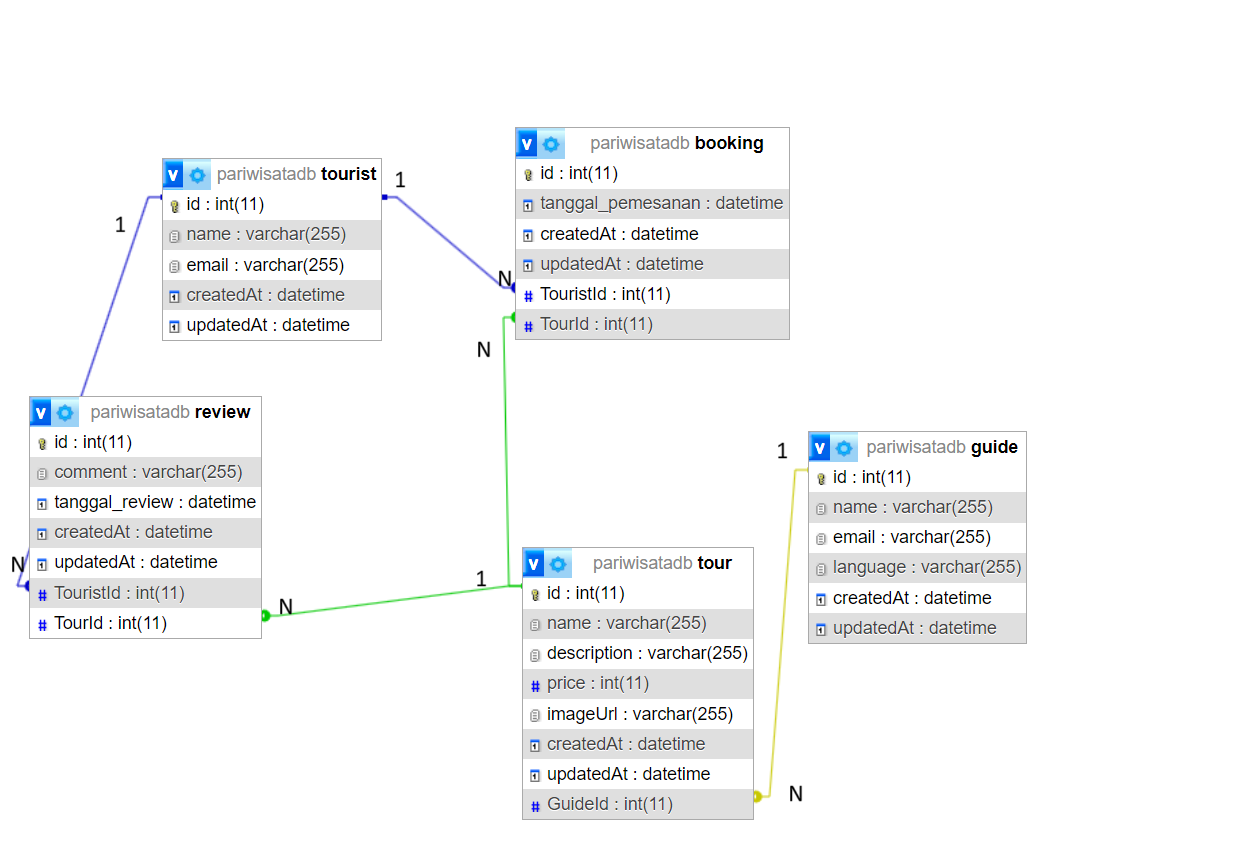 v pariwisatadb tourist
id : int(11)
name : varchar(255)
email : varchar(255)
createdAt : datetime
updatedAt : datetime
1
1
v pariwisatadb booking
id : int(11)
tanggal_pemesanan : datetime
createdAt : datetime
updatedAt : datetime
# TouristId : int(11)
# TourId : int(11)
N
N
v pariwisatadb review
id : int(11)
comment : varchar(255)
tanggal_review : datetime
createdAt : datetime
updatedAt : datetime
# TouristId : int(11)
# TourId : int(11)
N
N
1
v pariwisatadb tour
id : int(11)
name : varchar(255)
description : varchar(255)
# price : int(11)
imageUrl : varchar(255)
createdAt : datetime
updatedAt : datetime
# GuideId : int(11)
1
N
v pariwisatadb guide
id : int(11)
name : varchar(255)
email : varchar(255)
language : varchar(255)
createdAt : datetime
updatedAt : datetime